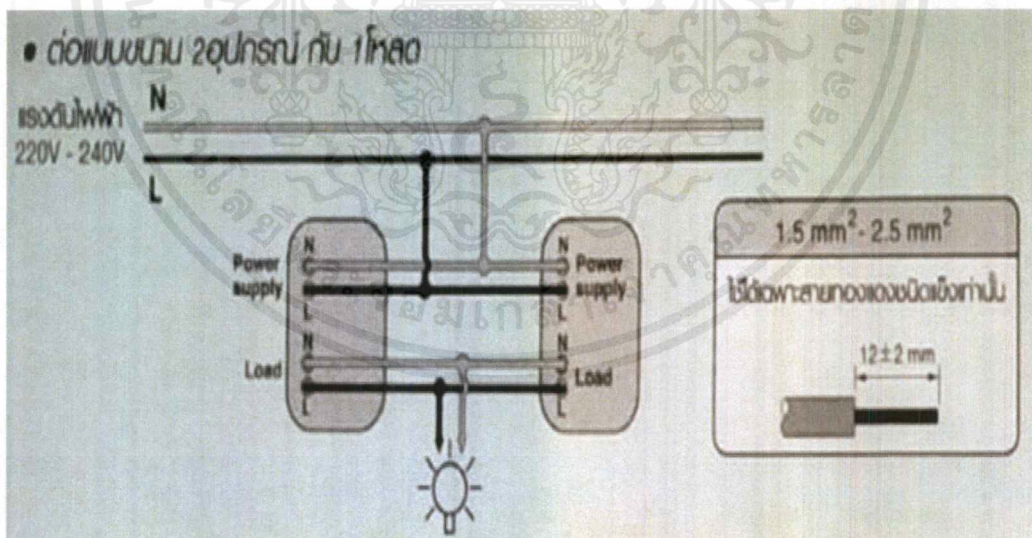 • ต่อแบบขนาน 2อุปกรณ์ กับ 1โหลด
N
แรงดันไฟฟ้า
220V - 240V
L
N
Power
supply
L
N
Load
L
N
Power
supply
L
N
Load
L
1.5 mm²- 2.5 mm²
ใช้ได้เฉพาะสายทองแดงชนิดแข็งเท่านั้น
12±2 mm